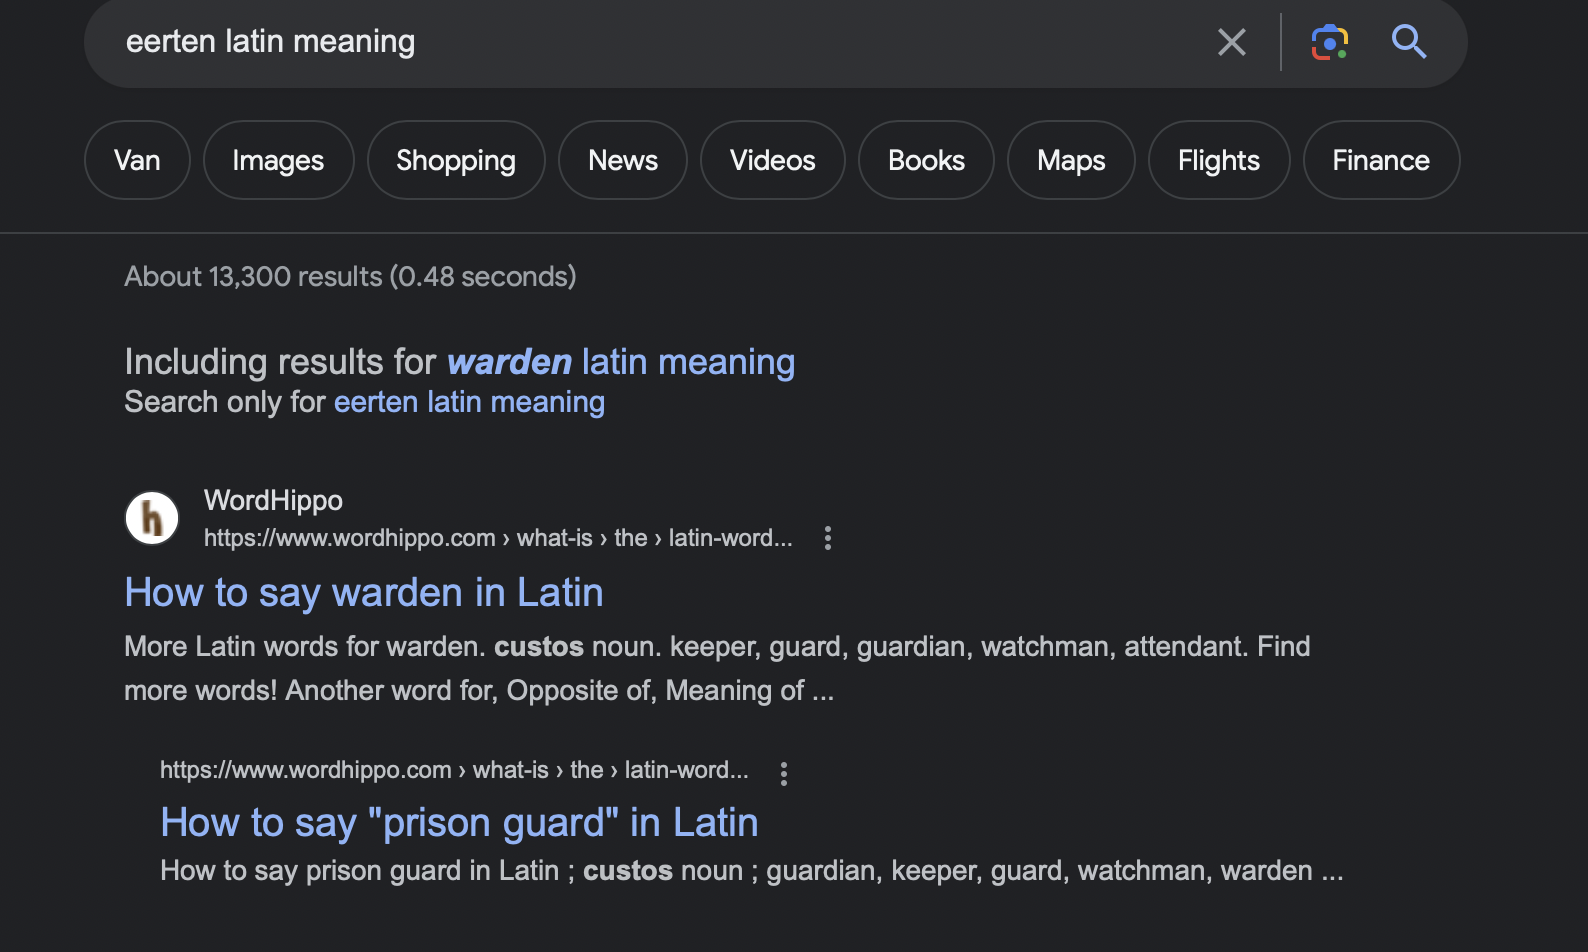 eerten latin meaning
Van Images Shopping News Videos Books Maps Flights Finance
About 13,300 results (0.48 seconds)
Including results for warden latin meaning
Search only for eerten latin meaning
WordHippo
https://www.wordhippo.com › what-is › the › latin-word...
How to say warden in Latin
More Latin words for warden. custos noun. keeper, guard, guardian, watchman, attendant. Find
more words! Another word for, Opposite of, Meaning of ...
https://www.wordhippo.com › what-is › the › latin-word...
How to say "prison guard" in Latin
How to say prison guard in Latin ; custos noun ; guardian, keeper, guard, watchman, warden ...